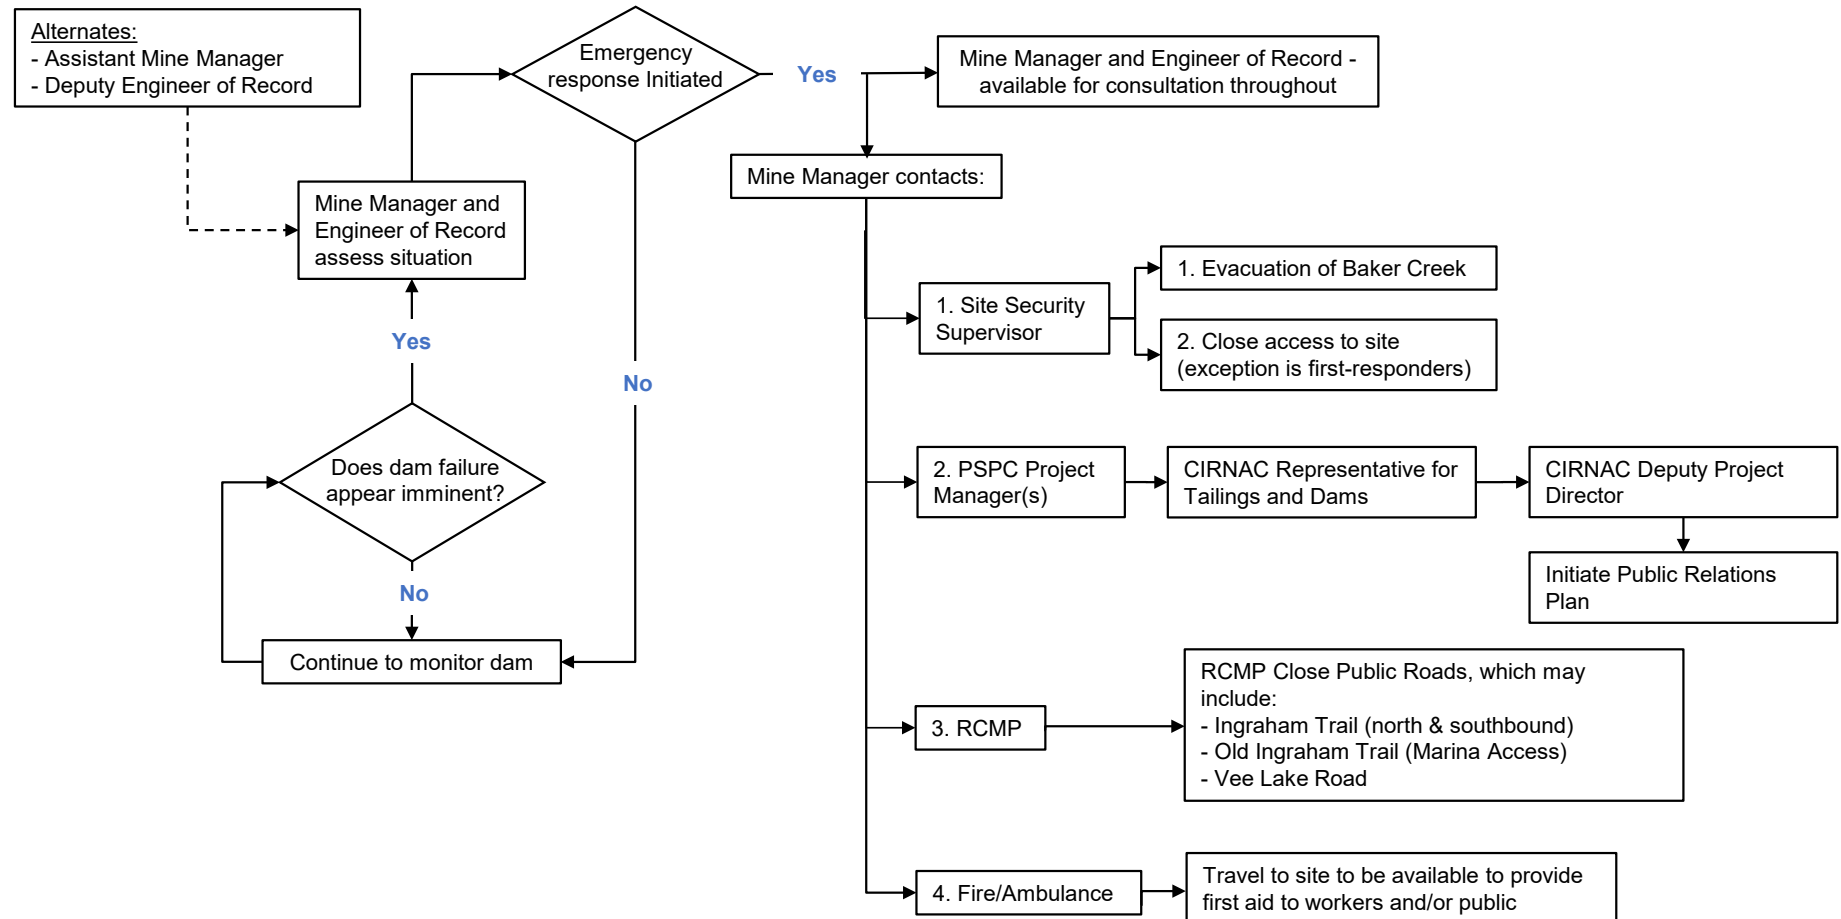 Alternates:
- Assistant Mine Manager
- Deputy Engineer of Record
Emergency
response Initiated
Yes
Mine Manager and Engineer of Record -
available for consultation throughout
Mine Manager contacts:
Mine Manager and
Engineer of Record
assess situation
Yes
No
Does dam failure
appear imminent?
No
Continue to monitor dam
1. Site Security
Supervisor
1. Evacuation of Baker Creek
2. Close access to site
(exception is first-responders)
2. PSPC Project
Manager(s)
CIRNAC Representative for
Tailings and Dams
CIRNAC Deputy Project
Director
Initiate Public Relations
Plan
3. RCMP
RCMP Close Public Roads, which may
include:
- Ingraham Trail (north & southbound)
- Old Ingraham Trail (Marina Access)
- Vee Lake Road
4. Fire/Ambulance
Travel to site to be available to provide
first aid to workers and/or public